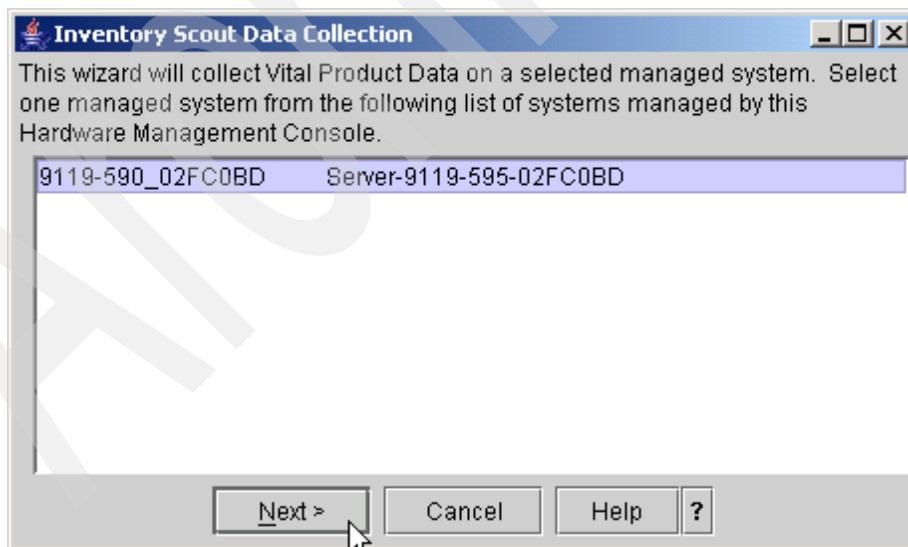 Inventory Scout Data Collection
This wizard will collect Vital Product Data on a selected managed system. Select
one managed system from the following list of systems managed by this
Hardware Management Console.
9119-590_02FC0BD Server-9119-595-02FC0BD
Next >
Cancel
Help
?